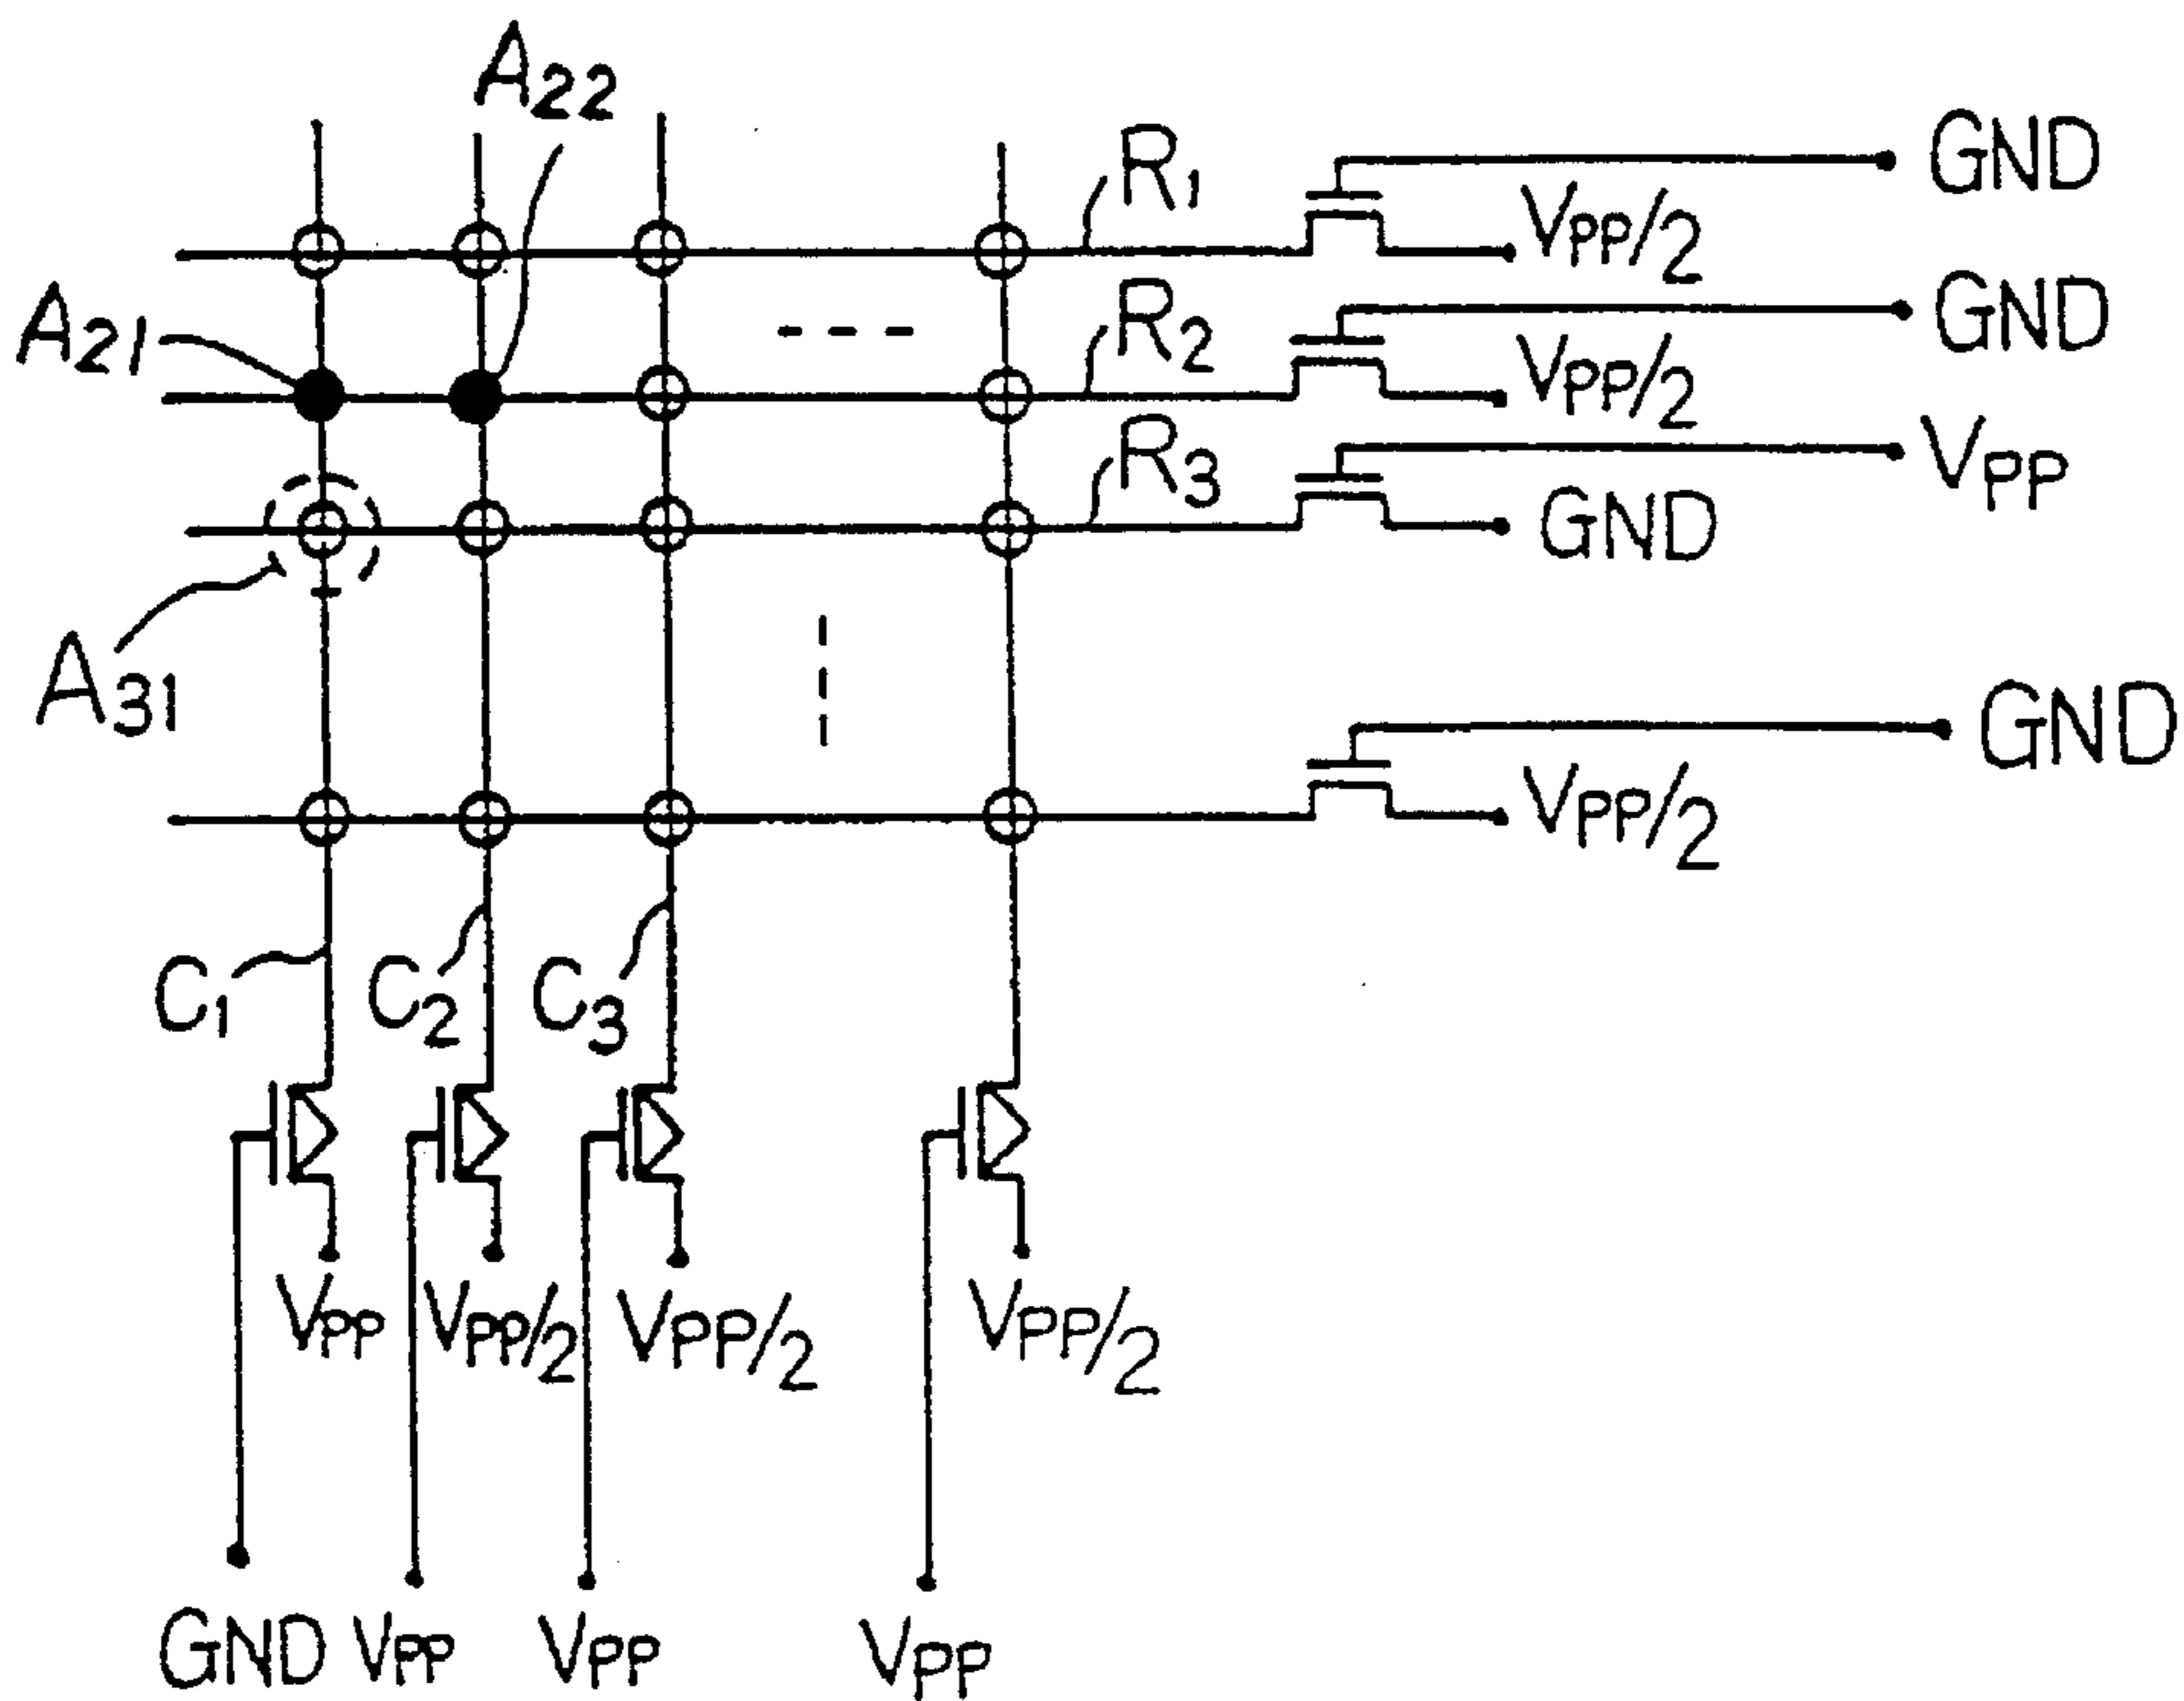 A22
R1
GND
VPP/2
A21
R2
GND
VPP/2
R3
VPP
GND
A31
GND
VPP/2
C1
C2
C3
VPP
VPP/2
VPP/2
VPP/2
GND
VPP
VPP
VPP